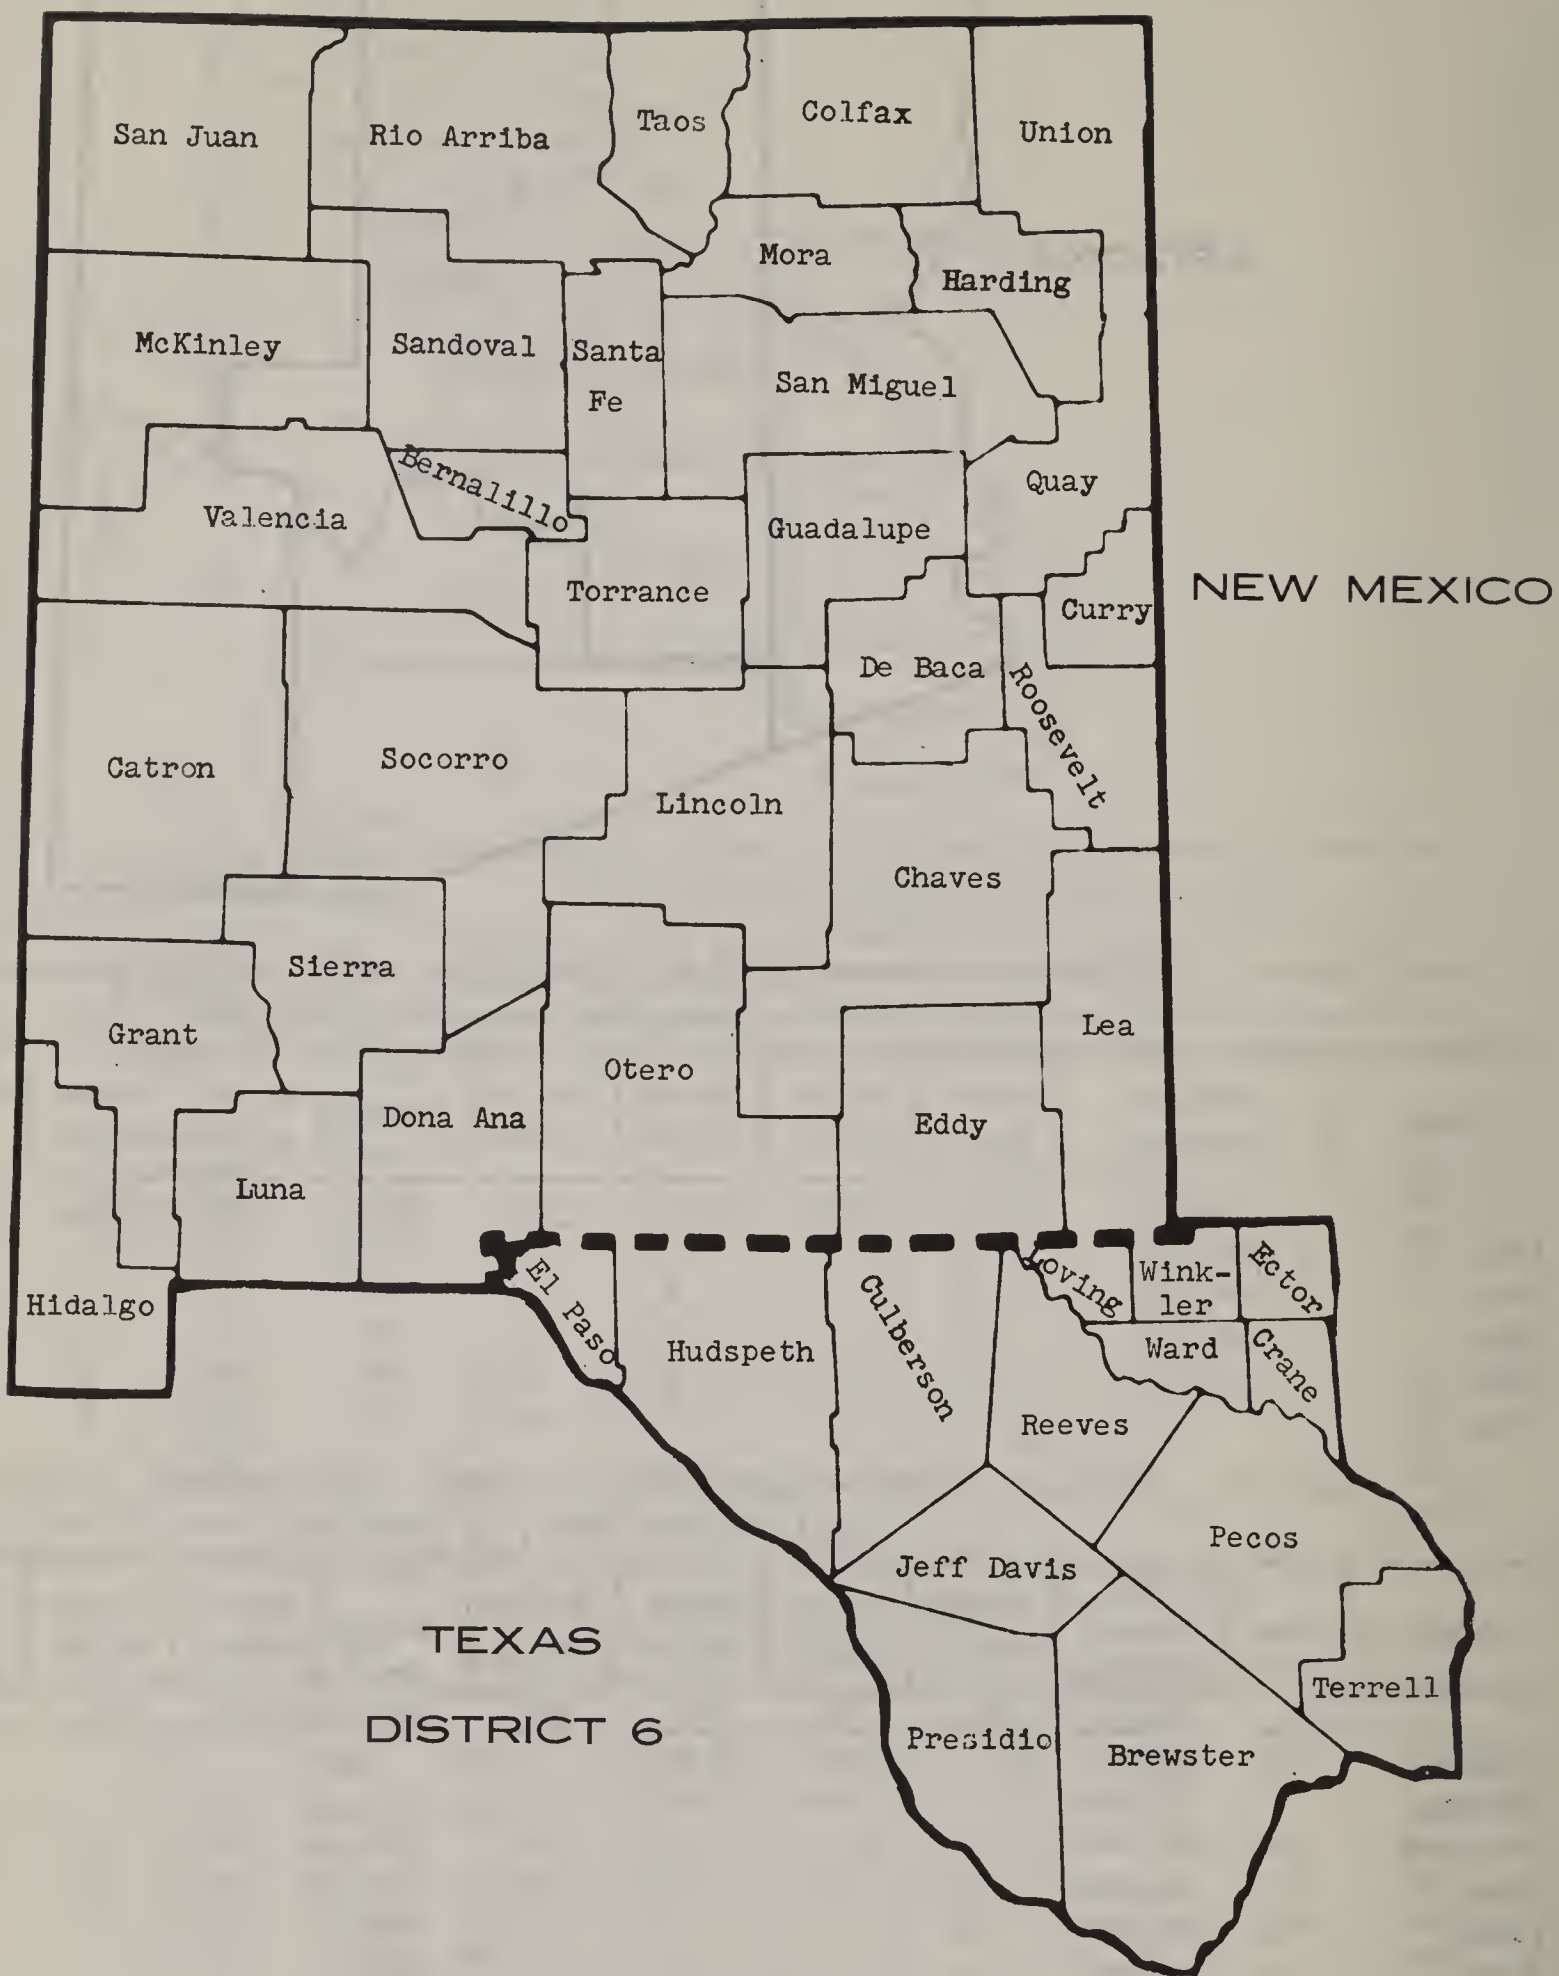 San Juan
Rio Arriba
Taos
Colfax
Union
Mora
Harding
McKinley
Sandoval
Santa
Fe
San Miguel
Bernalillo
Quay
Valencia
Guadalupe
Torrance
NEW MEXICO
Curry
De Baca
Roosevelt
Catron
Socorro
Lincoln
Chaves
Sierra
Grant
Lea
Otero
Dona Ana
Eddy
Luna
Hidalgo
El Paso
Hudspeth
Culberson
Loving
Wink-
ler
Ector
Ward
Crane
Reeves
Pecos
Jeff Davis
TEXAS
DISTRICT 6
Terrell
Presidio
Brewster